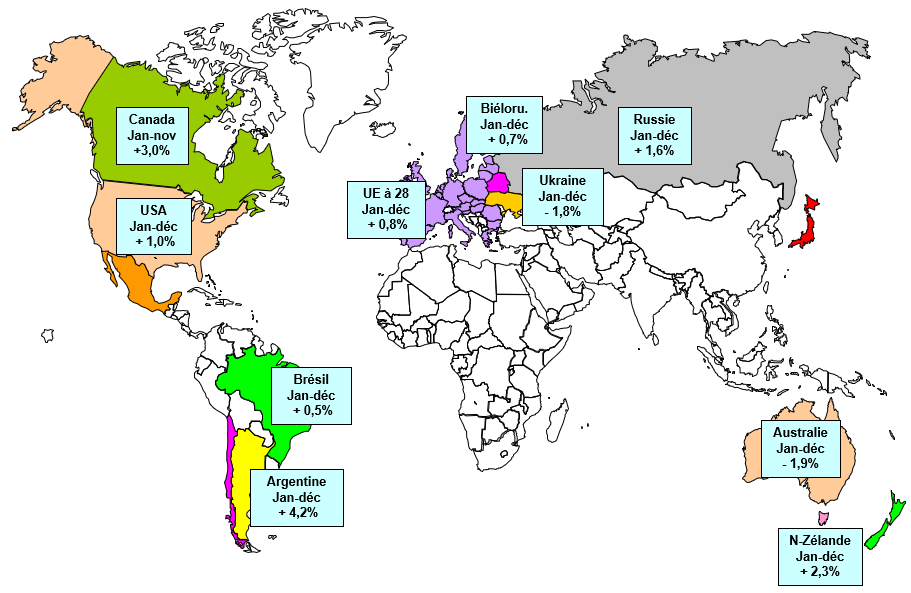 Canada
Jan-nov
+3,0%
USA
Jan-déc
+ 1,0%
Biéloru.
Jan-déc
+ 0,7%
Russie
Jan-déc
+ 1,6%
UE à 28
Jan-déc
+ 0,8%
Ukraine
Jan-déc
- 1,8%
Brésil
Jan-déc
+ 0,5%
Argentine
Jan-déc
+ 4,2%
Australie
Jan-déc
- 1,9%
N-Zélande
Jan-déc
+ 2,3%